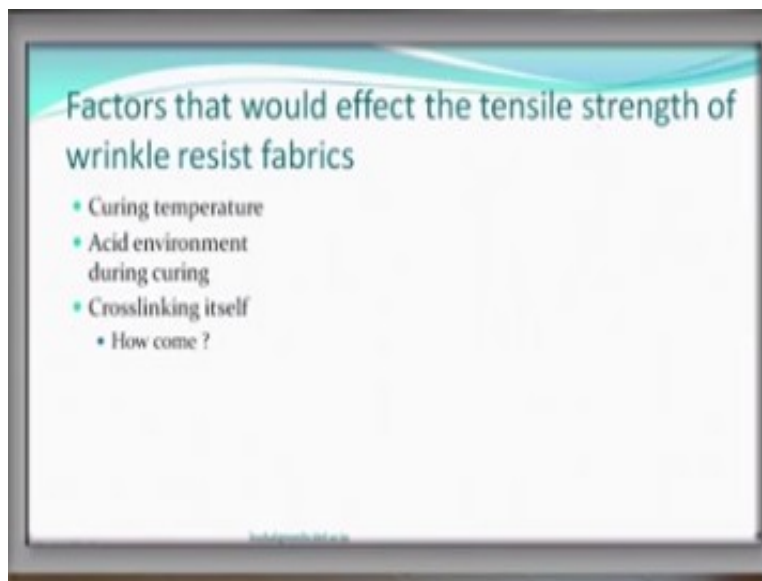 Factors that would effect the tensile strength of
wrinkle resist fabrics
• Curing temperature
• Acid environment
during curing
• Crosslinking itself
• How come ?